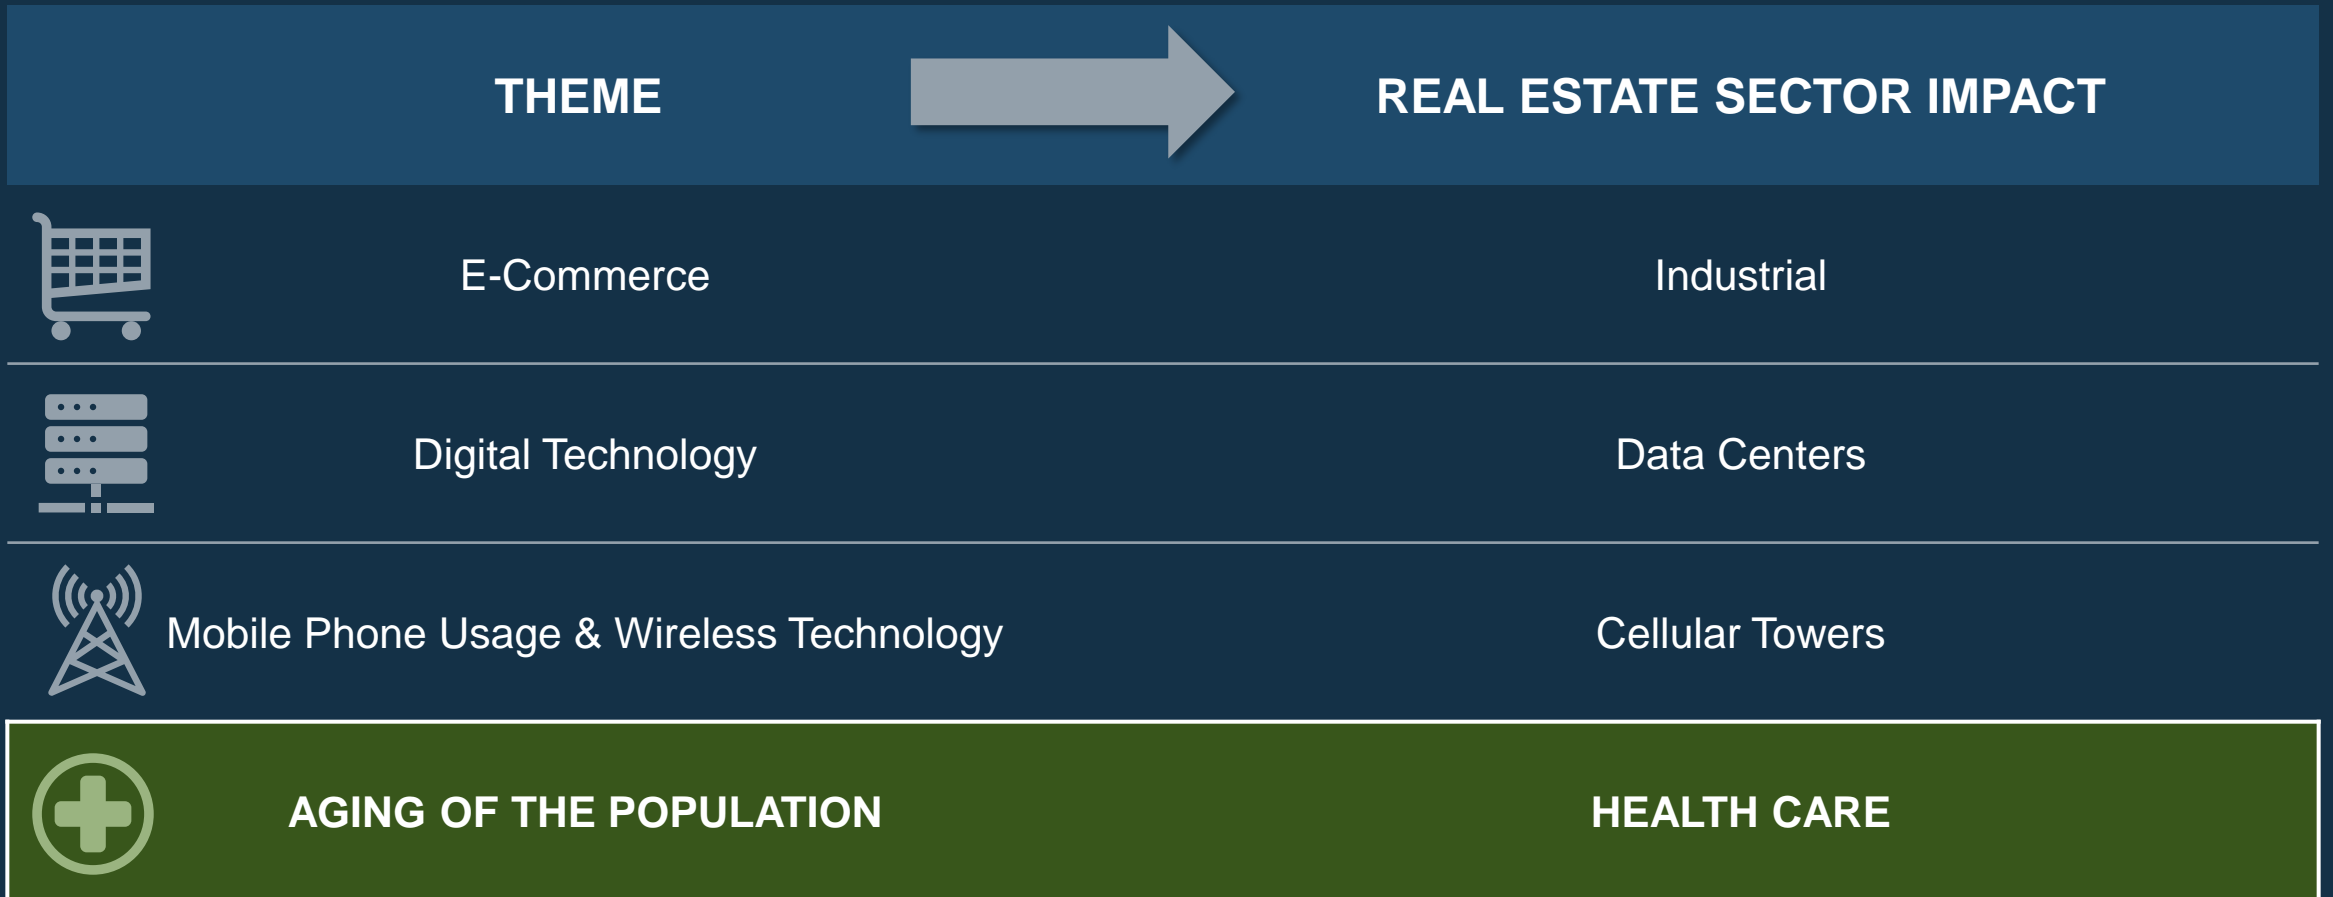 THEME
REAL ESTATE SECTOR IMPACT
E-Commerce
Industrial
Digital Technology
Data Centers
Mobile Phone Usage & Wireless Technology
Cellular Towers
AGING OF THE POPULATION
HEALTH CARE